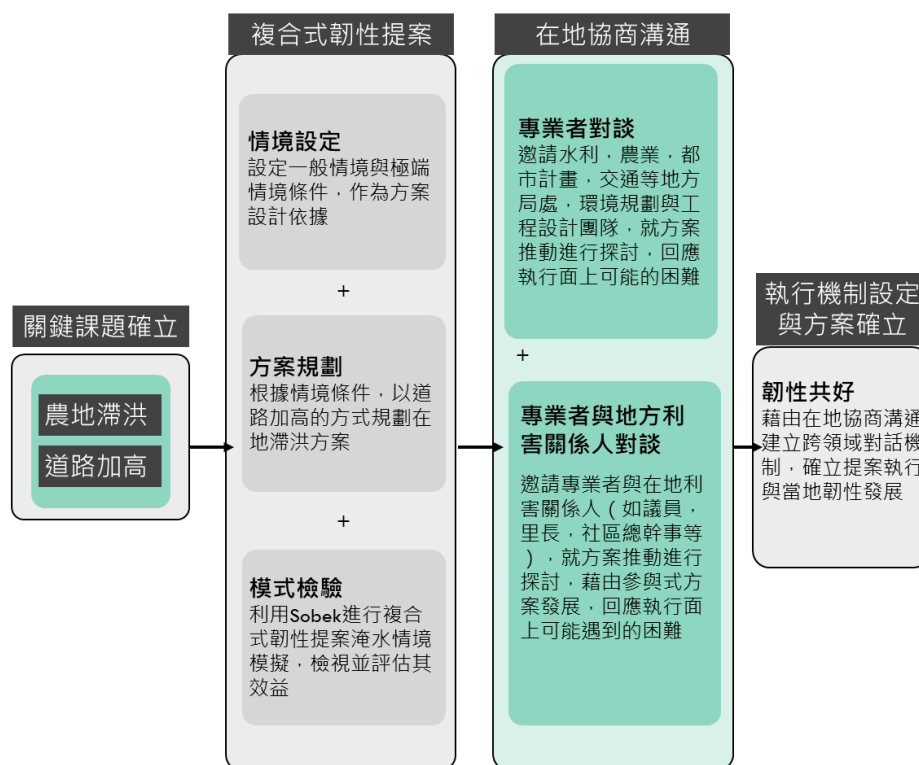 關鍵課題確立
農地滯洪
道路加高
複合式韌性提案
情境設定
設定一般情境與極端
情境條件，作為方案
設計依據
+
方案規劃
根據情境條件，以道
路加高的方式規劃在
地滯洪方案
+
模式檢驗
利用Sobek進行複合
式韌性提案淹水情境
模擬，檢視並評估其
效益
在地協商溝通
專業者對談
邀請水利，農業，都
市計畫，交通等地方
局處，環境規劃與工
程設計團隊，就方案
推動進行探討，回應
執行面上可能的困難
+
專業者與地方利
害關係人對談
邀請專業者與在地利
害關係人（如議員，
里長，社區總幹事等
），就方案推動進行
探討，藉由參與式方
案發展，回應執行面
上可能遇到的困難
執行機制設定
與方案確立
韌性共好
藉由在地協商溝通
建立跨領域對話機
制，確立提案執行
與當地韌性發展